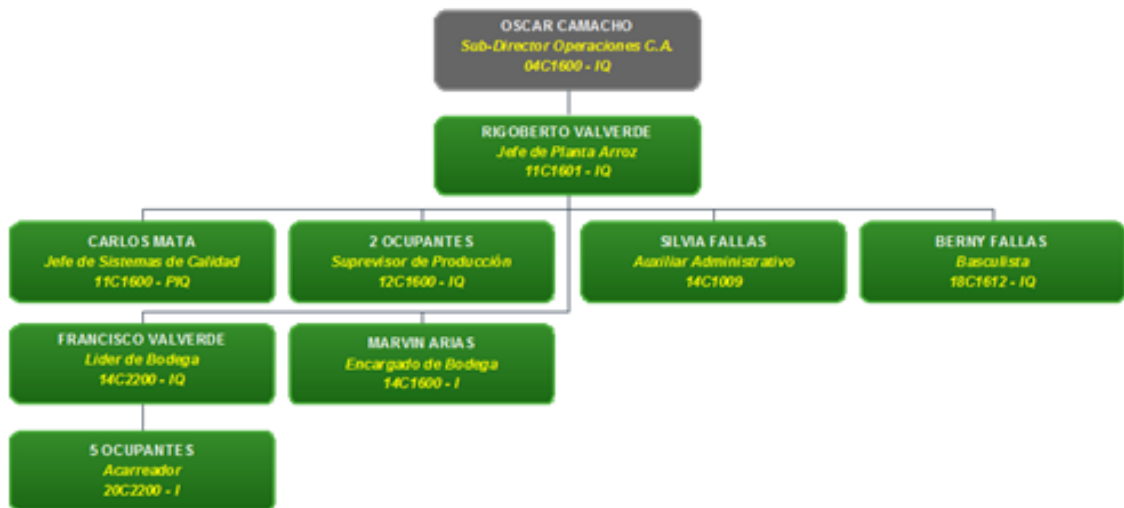 OSCAR CAMACHO
Sub-Director Operaciones C.A.
04C1600 - IQ
RIGOBERTO VALVERDE
Jefe de Planta Arroz
11C1601 - IQ
CARLOS MATA
Jefe de Sistemas de Calidad
11C1600 - PIQ
2 OCUPANTES
Suprevisor de Producción
12C1600 - IQ
SILVIA FALLAS
Auxiliar Administrativo
14C1009
BERNY FALLAS
Basculista
18C1612 - IQ
FRANCISCO VALVERDE
Lider de Bodega
14C2200 - IQ
MARVIN ARIAS
Encargado de Bodega
14C1600 - I
5 OCUPANTES
Acarreador
20C2200 - I